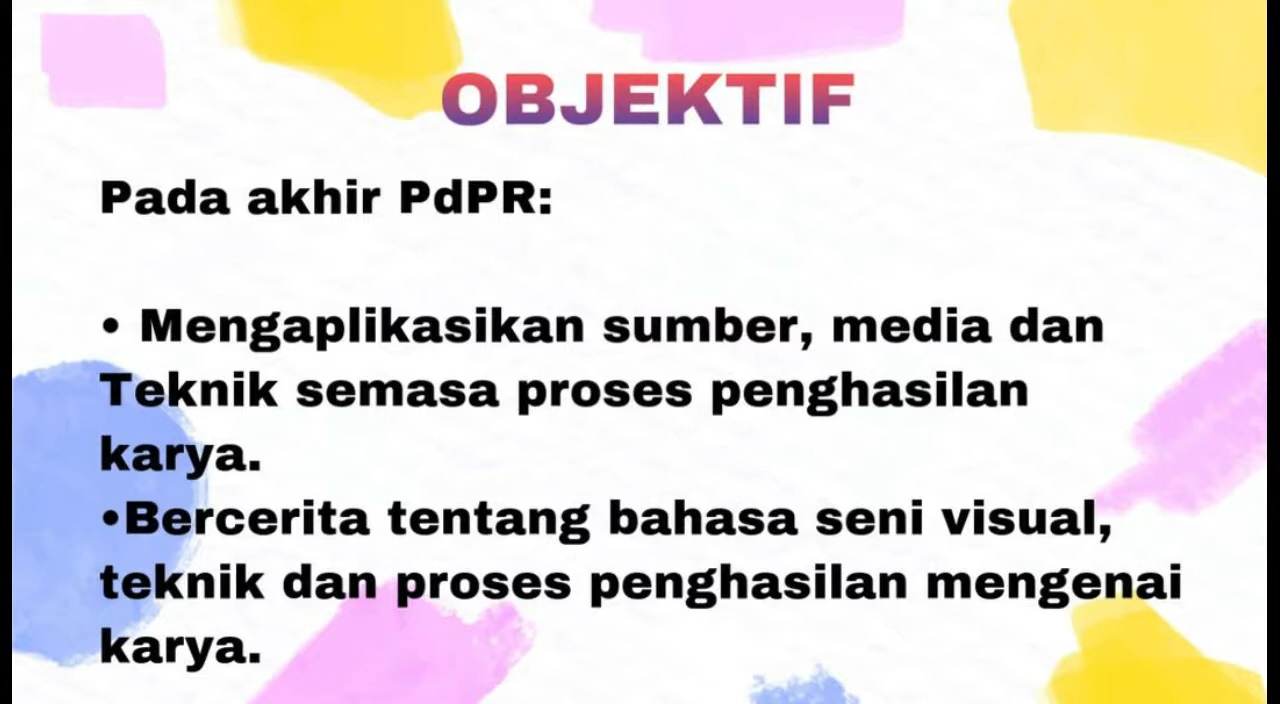 OBJEKTIF
Pada akhir PdPR:
• Mengaplikasikan sumber, media dan
Teknik semasa proses penghasilan
karya.
•Bercerita tentang bahasa seni visual,
teknik dan proses penghasilan mengenai
karya.